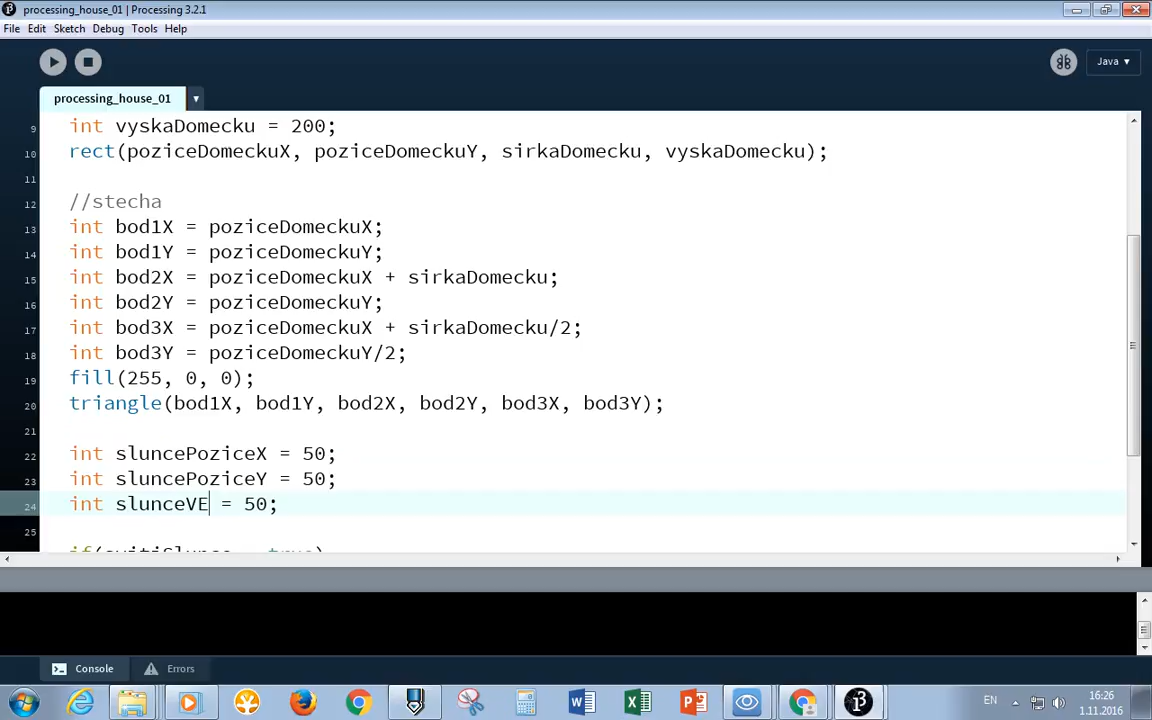 processing_house_01 | Processing 3.2.1
File Edit Sketch Debug Tools Help
Java ▾
processing_house_01 ▾
9 int vyskaDomecku = 200;
10 rect(poziceDomeckuX, poziceDomeckuY, sirkaDomecku, vyskaDomecku);
11
12 //stecha
13 int bod1X = poziceDomeckuX;
14 int bod1Y = poziceDomeckuY;
15 int bod2X = poziceDomeckuX + sirkaDomecku;
16 int bod2Y = poziceDomeckuY;
17 int bod3X = poziceDomeckuX + sirkaDomecku/2;
18 int bod3Y = poziceDomeckuY/2;
19 fill(255, 0, 0);
20 triangle(bod1X, bod1Y, bod2X, bod2Y, bod3X, bod3Y);
21
22 int sluncePoziceX = 50;
23 int sluncePoziceY = 50;
24 int slunceVE = 50;
25
Console Errors
EN 16:26
1.11.2016